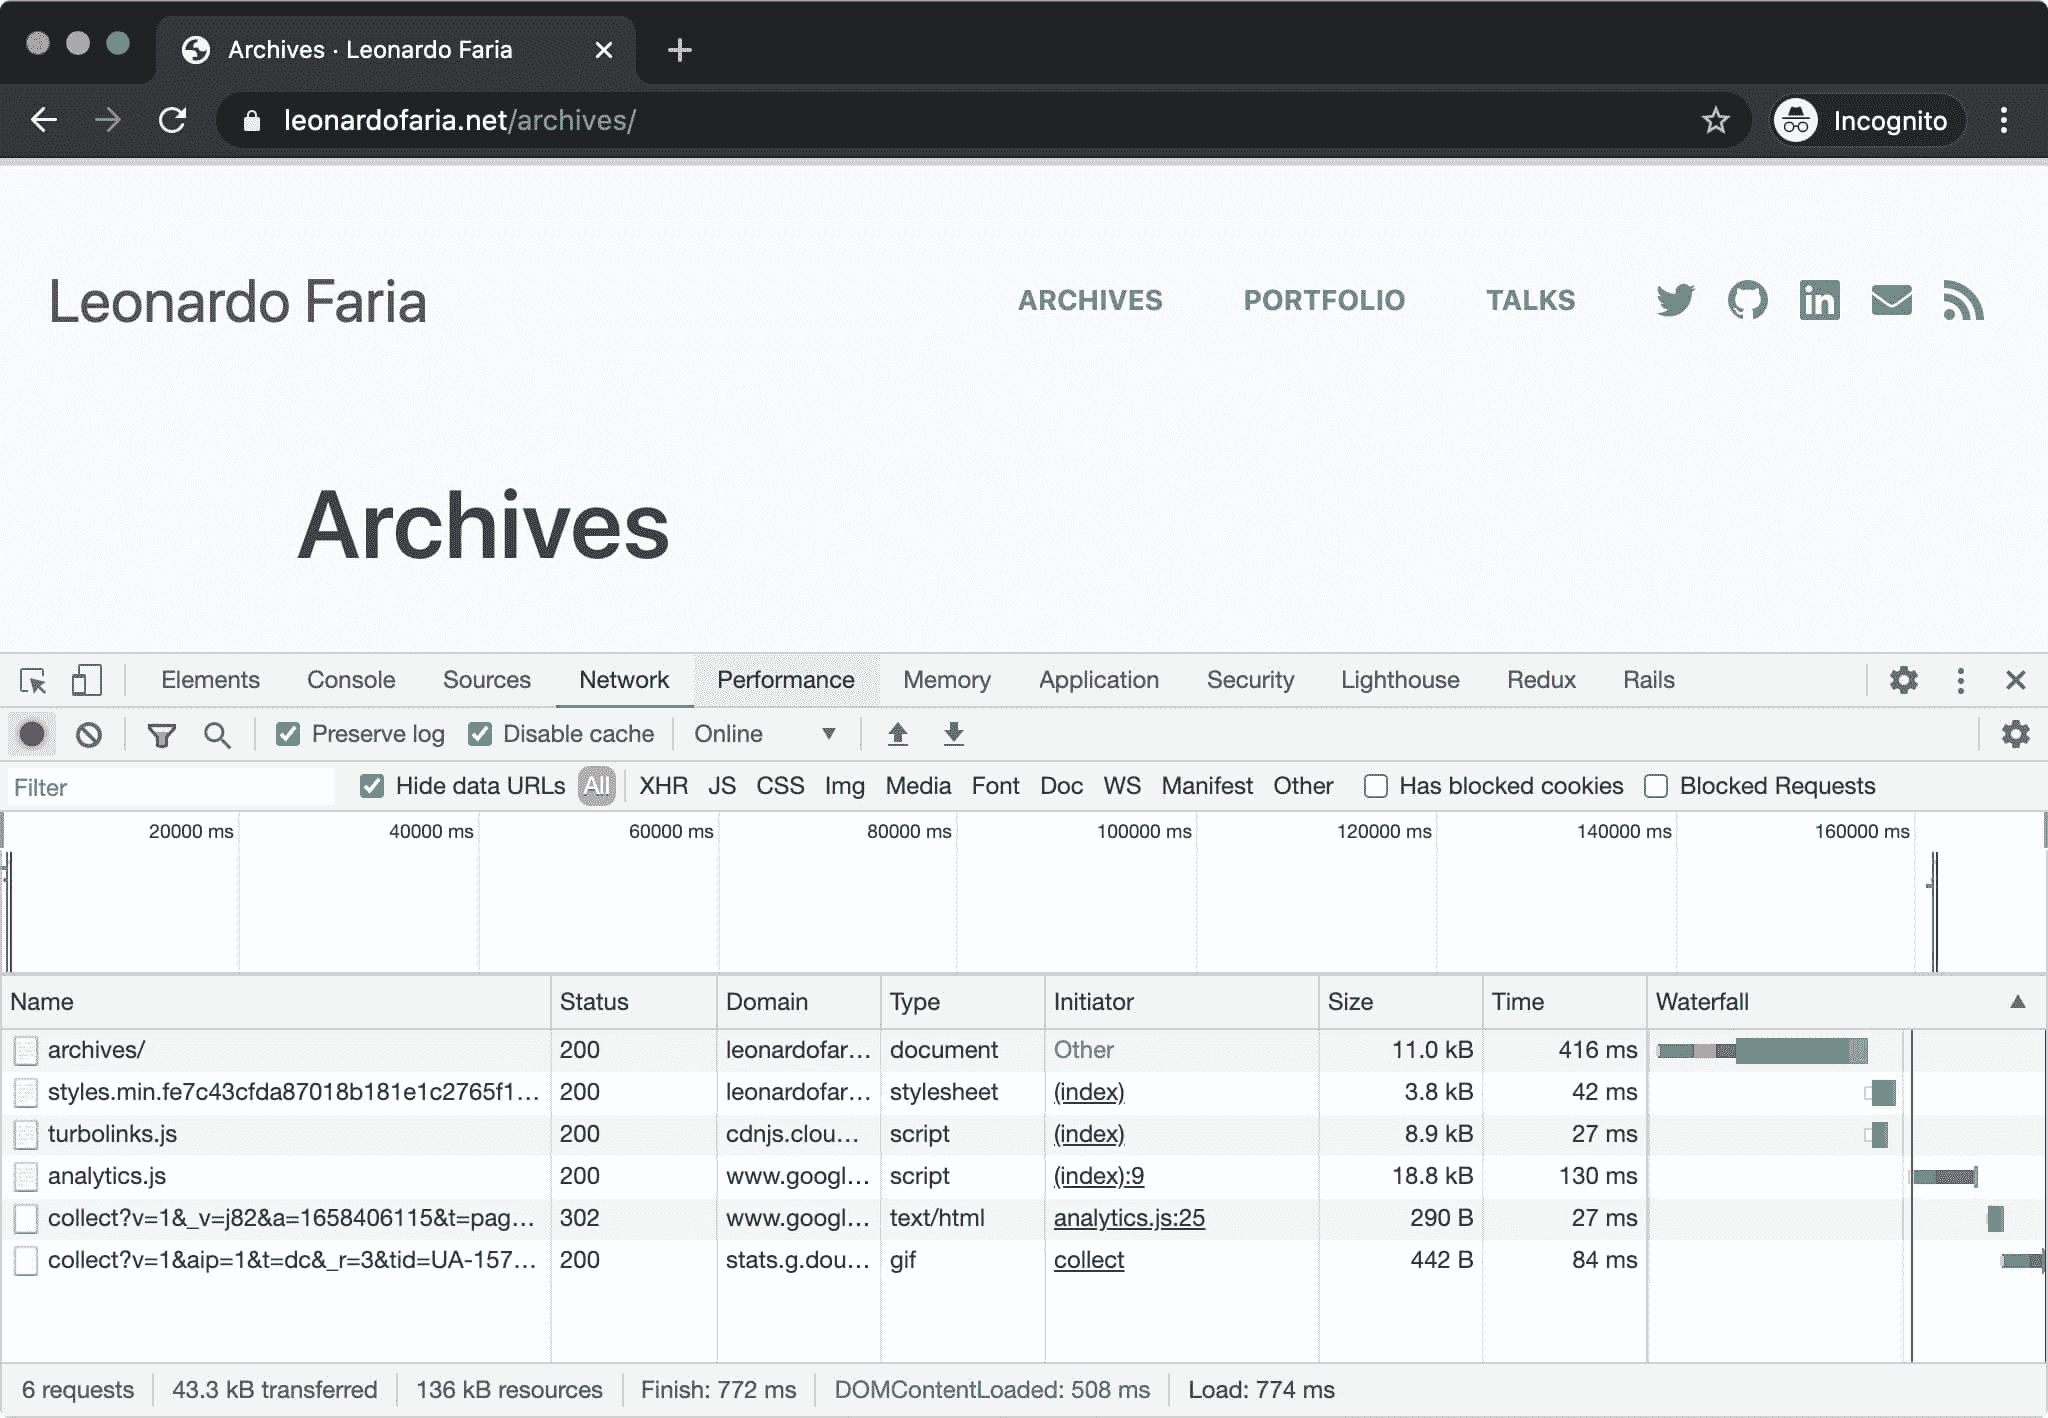 Archives · Leonardo Faria
leonardofaria.net/archives/
Incognito
Leonardo Faria
ARCHIVES PORTFOLIO TALKS
Archives
Elements Console Sources Network Performance Memory Application Security Lighthouse Redux Rails
Preserve log Disable cache Online
Filter Hide data URLs All XHR JS CSS Img Media Font Doc WS Manifest Other Has blocked cookies Blocked Requests
20000 ms 40000 ms 60000 ms 80000 ms 100000 ms 120000 ms 140000 ms 160000 ms
Name Status Domain Type Initiator Size Time Waterfall
archives/ 200 leonardofar... document Other 11.0 kB 416 ms
styles.min.fe7c43cfda87018b181e1c2765f1... 200 leonardofar... stylesheet (index) 3.8 kB 42 ms
turbolinks.js 200 cdnjs.clou... script (index) 8.9 kB 27 ms
analytics.js 200 www.googl... script (index):9 18.8 kB 130 ms
collect?v=1&_v=j82&a=1658406115&t=pag... 302 www.googl... text/html analytics.js:25 290 B 27 ms
collect?v=1&aip=1&t=dc&_r=3&tid=UA-157... 200 stats.g.dou... gif collect 442 B 84 ms
6 requests 43.3 kB transferred 136 kB resources Finish: 772 ms DOMContentLoaded: 508 ms Load: 774 ms